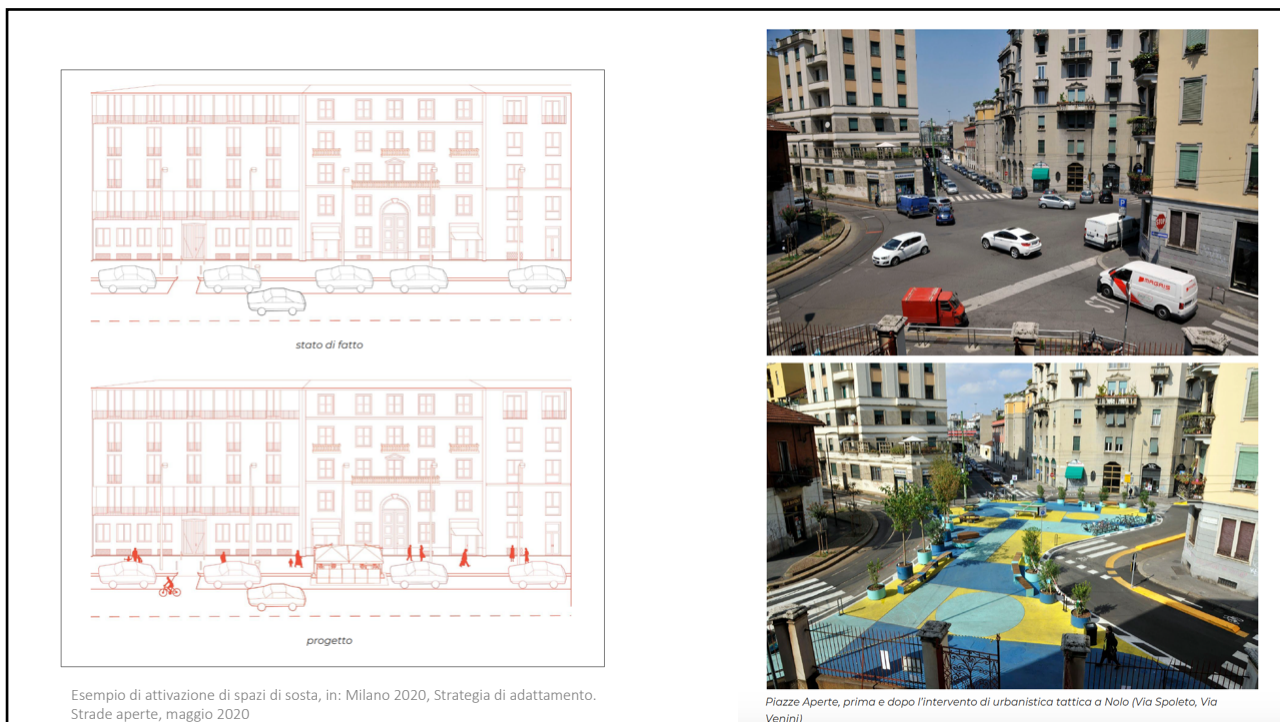 stato di fatto
progetto
Esempio di attivazione di spazi di sosta, in: Milano 2020, Strategia di adattamento.
Strade aperte, maggio 2020
P
STOP
Piazze Aperte, prima e dopo l'intervento di urbanistica tattica a Nolo (Via Spoleto, Via
Venini)